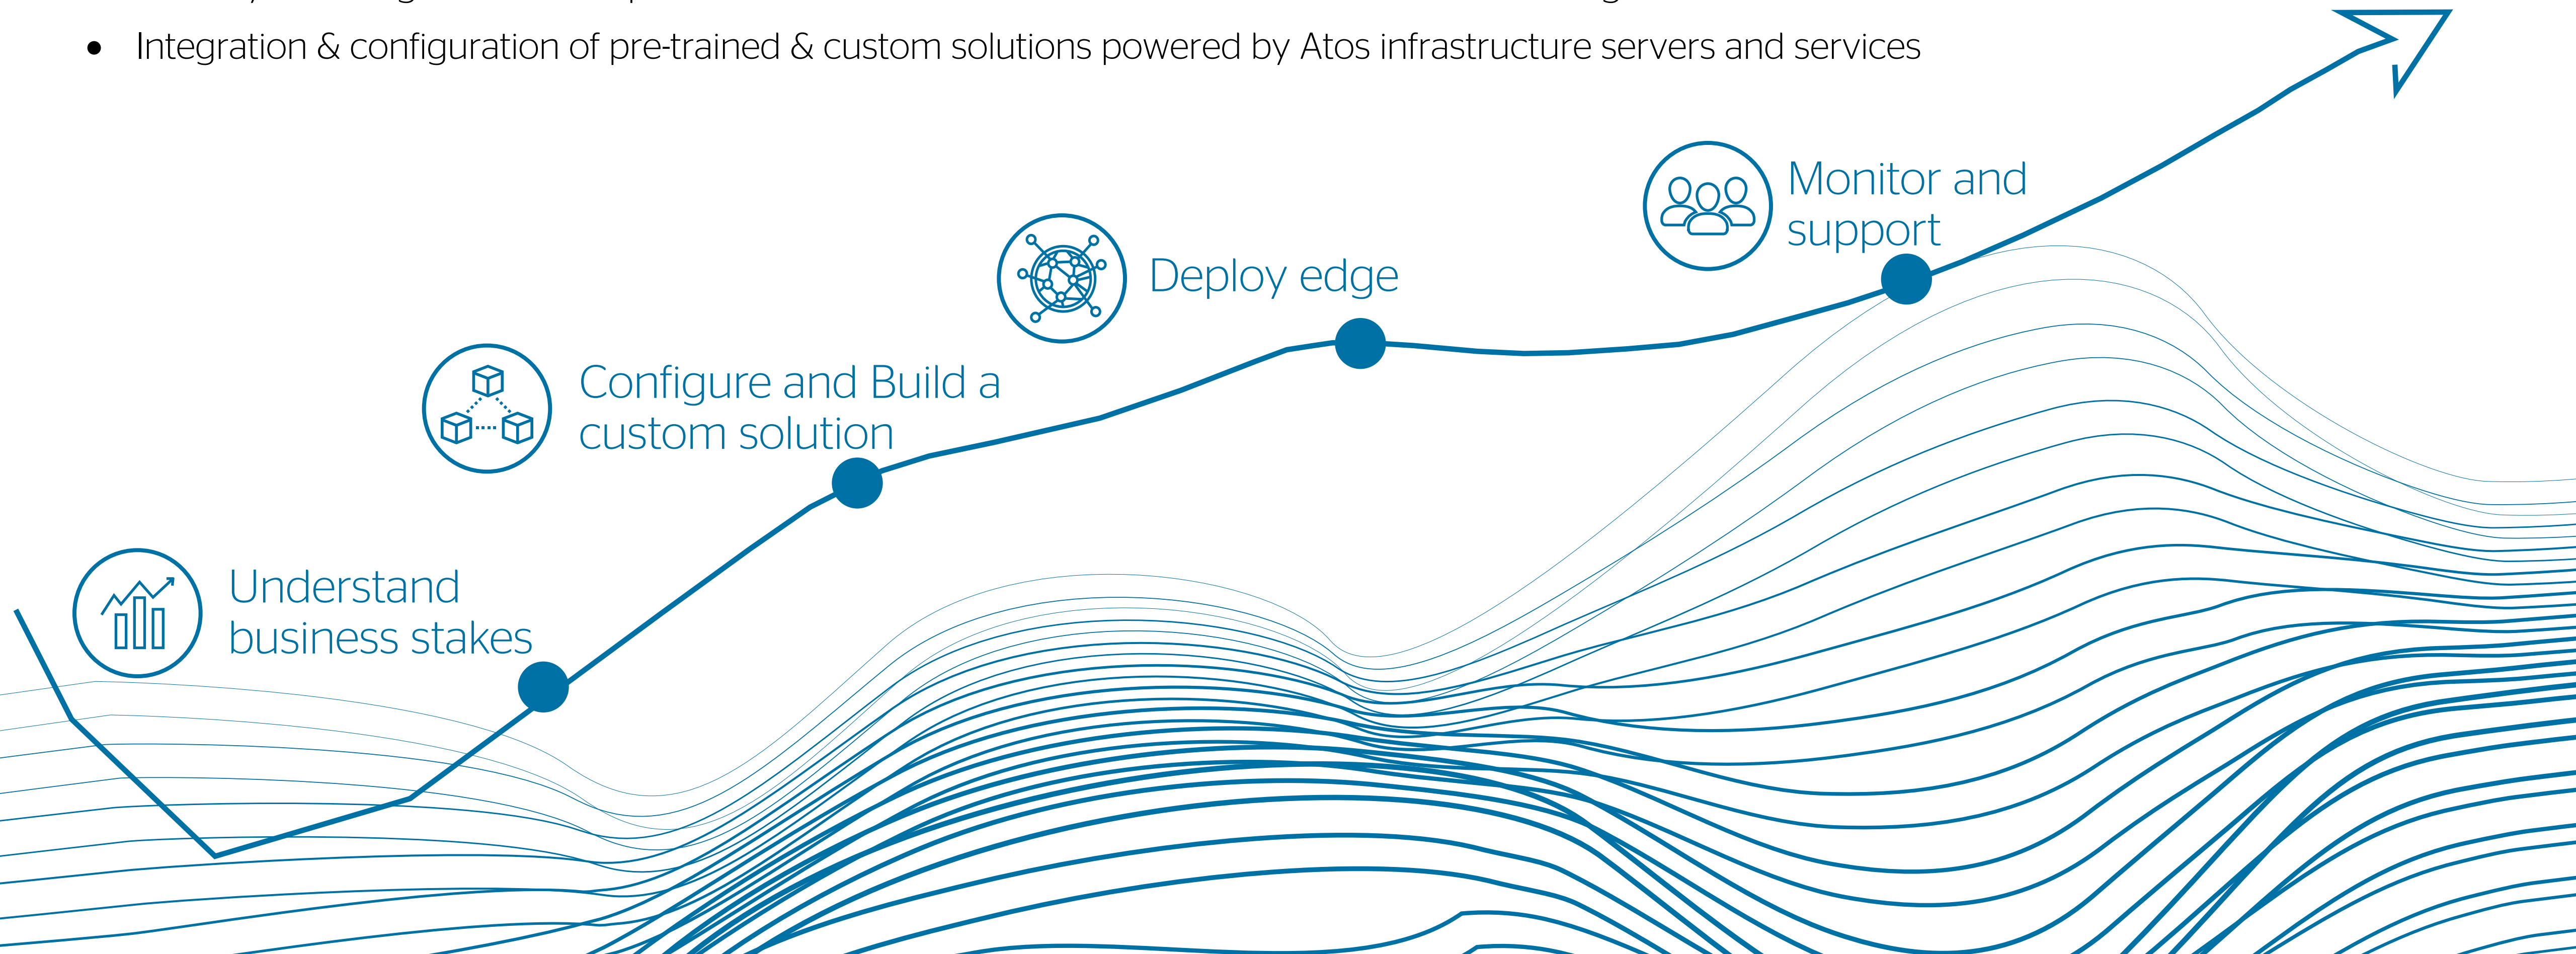 • Integration & configuration of pre-trained & custom solutions powered by Atos infrastructure servers and services
Monitor and
support
Deploy edge
Configure and Build a
custom solution
Understand
business stakes